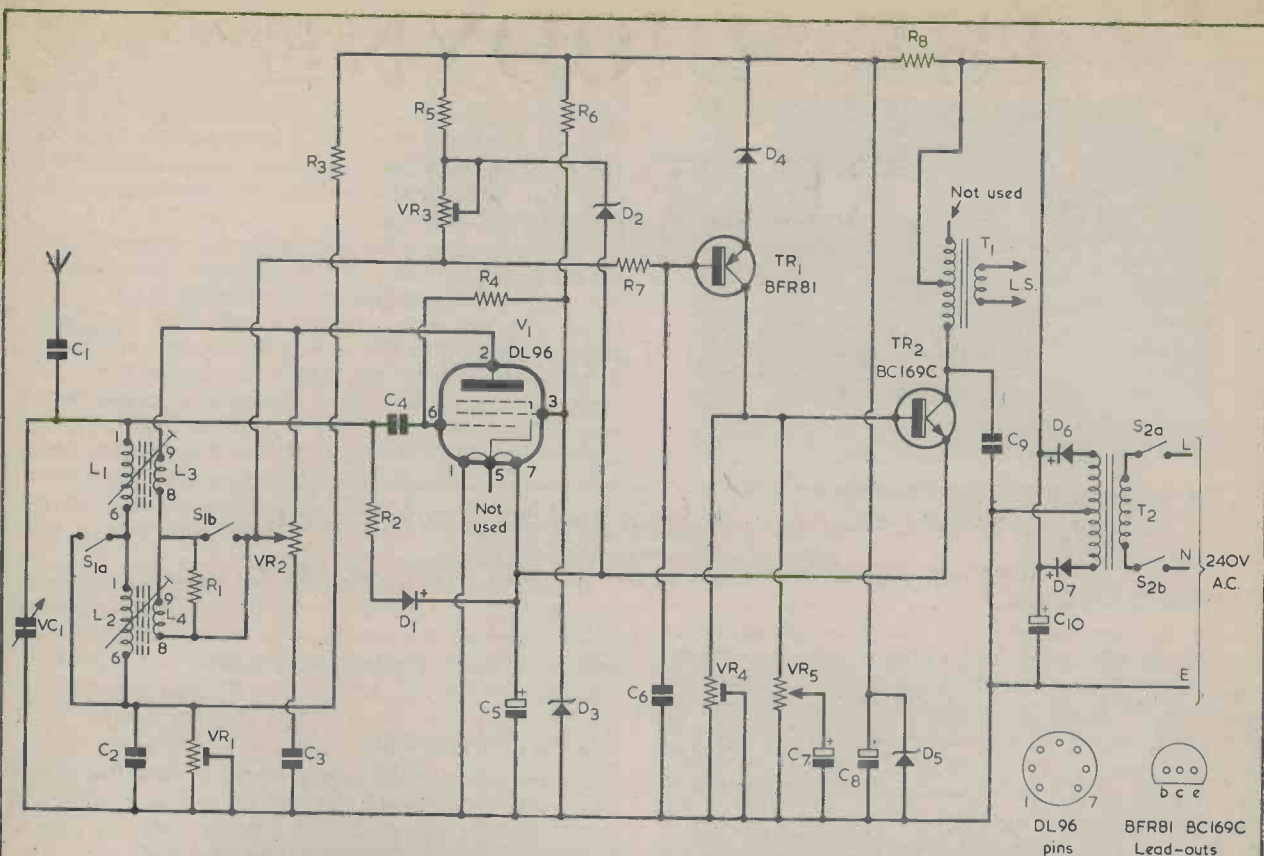 R8
R5
R6
R3
D4
Not used
VR3
D2
T1
L.S.
R7
TR1
BFR81
R4
V1
DL96
C1
2
TR2
BC169C
C4
6
3
1
9
L1
L3
6
8
1
5
7
Not
used
C9
D6
S2a
L
R2
S1b
S1a
VR2
T2
1
9
R1
L2
L4
6
8
VC1
D1
+
D7
S2b
N
240V
A.C.
C10
+
VR4
VR5
C5
+
D3
C6
E
VR1
C2
C3
C7
+
C8
+
D5
1
7
b c e
DL96
pins
BFR81 BC169C
Lead-outs